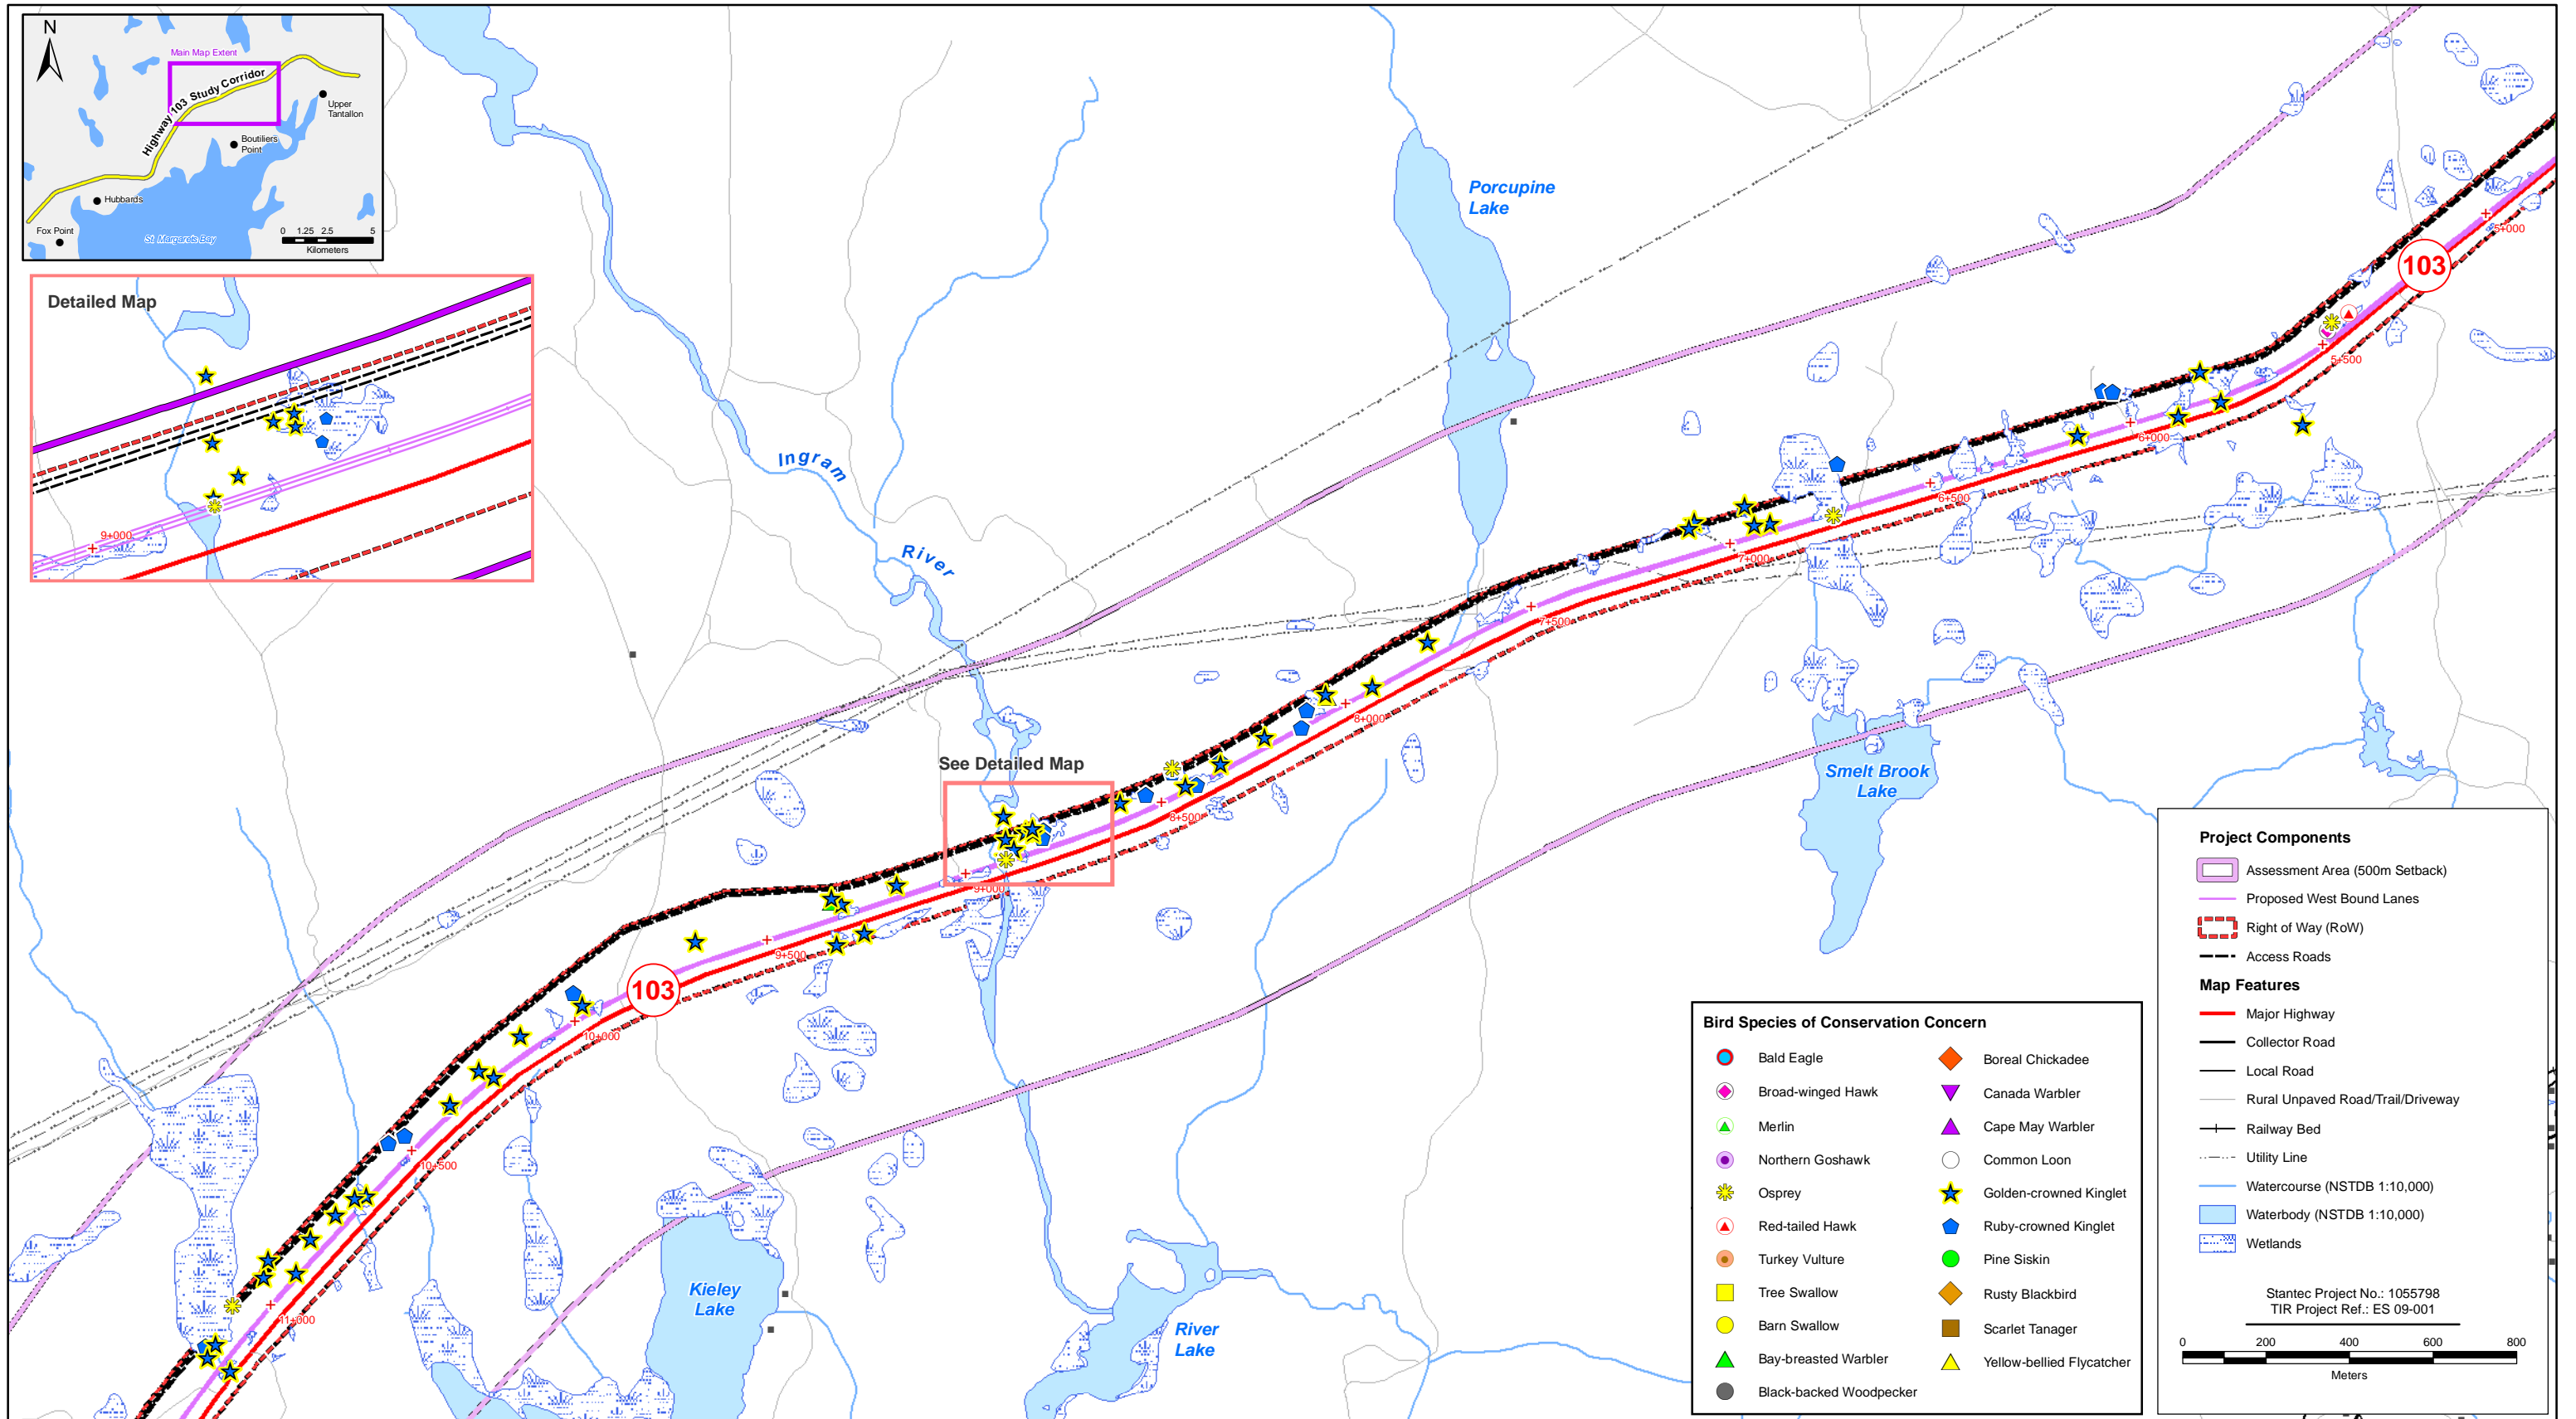 N
Main Map Extent
Highway 103 Study Corridor
Upper
Tantallon
Boutiliers
Point
Hubbards
Fox Point
St. Margarets Bay
0 1.25 2.5 5
Kilometers
Detailed Map
9+000
Porcupine
Lake
Ingram
River
103
5+000
5+500
6+000
6+500
7+000
7+500
8+000
8+500
See Detailed Map
9+000
9+500
103
10+000
10+500
11+000
Smelt Brook
Lake
Kieley
Lake
River
Lake
Bird Species of Conservation Concern
Bald Eagle
Broad-winged Hawk
Merlin
Northern Goshawk
Osprey
Red-tailed Hawk
Turkey Vulture
Tree Swallow
Barn Swallow
Bay-breasted Warbler
Black-backed Woodpecker
Boreal Chickadee
Canada Warbler
Cape May Warbler
Common Loon
Golden-crowned Kinglet
Ruby-crowned Kinglet
Pine Siskin
Rusty Blackbird
Scarlet Tanager
Yellow-bellied Flycatcher
Project Components
Assessment Area (500m Setback)
Proposed West Bound Lanes
Right of Way (RoW)
Access Roads
Map Features
Major Highway
Collector Road
Local Road
Rural Unpaved Road/Trail/Driveway
Railway Bed
Utility Line
Watercourse (NSTDB 1:10,000)
Waterbody (NSTDB 1:10,000)
Wetlands
Stantec Project No.: 1055798
TIR Project Ref.: ES 09-001
0 200 400 600 800
Meters